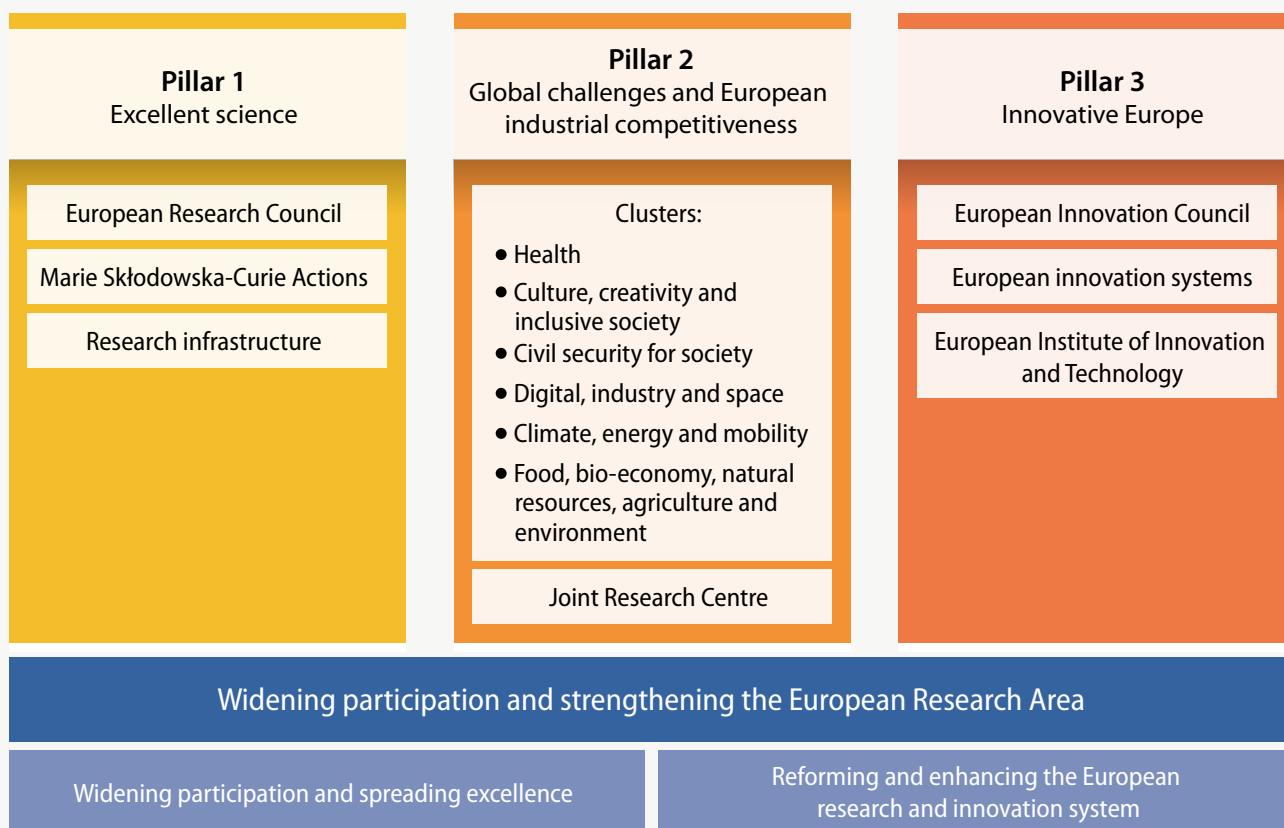 Pillar 1
Excellent science
European Research Council
Marie Skłodowska-Curie Actions
Research infrastructure
Pillar 2
Global challenges and European
industrial competitiveness
Clusters:
• Health
• Culture, creativity and
inclusive society
• Civil security for society
• Digital, industry and space
• Climate, energy and mobility
• Food, bio-economy, natural
resources, agriculture and
environment
Joint Research Centre
Pillar 3
Innovative Europe
European Innovation Council
European innovation systems
European Institute of Innovation
and Technology
Widening participation and strengthening the European Research Area
Widening participation and spreading excellence
Reforming and enhancing the European
research and innovation system